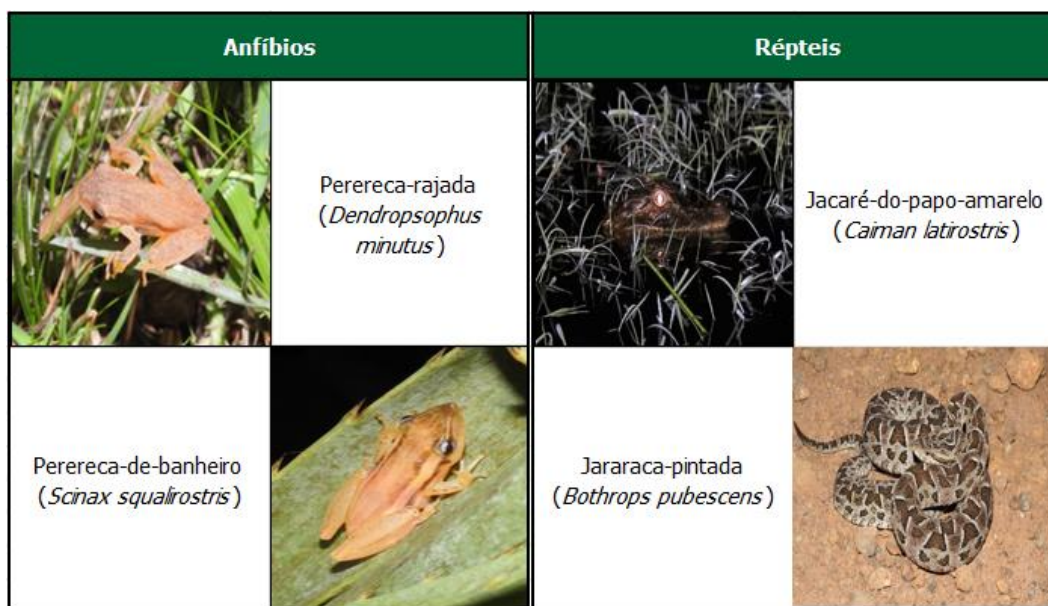 Anfíbios
Répteis
Perereca-rajada
(Dendropsophus
minutus)
Jacaré-do-papo-amarelo
(Caiman latirostris)
Perereca-de-banheiro
(Scinax squalirostris)
Jararaca-pintada
(Bothrops pubescens)